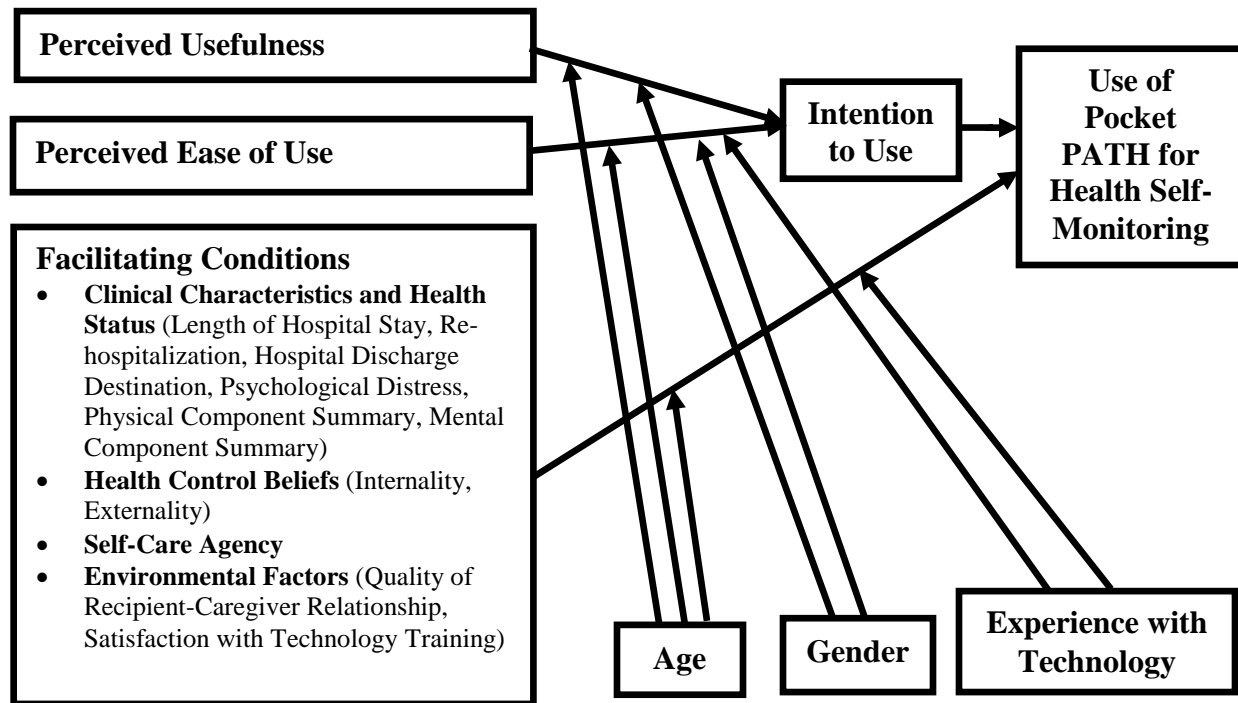 Perceived Usefulness
Perceived Ease of Use
Intention
to Use
Use of
Pocket
PATH for
Health Self-
Monitoring
Facilitating Conditions
• Clinical Characteristics and Health
Status (Length of Hospital Stay, Re-
hospitalization, Hospital Discharge
Destination, Psychological Distress,
Physical Component Summary, Mental
Component Summary)
• Health Control Beliefs (Internality,
Externality)
• Self-Care Agency
• Environmental Factors (Quality of
Recipient-Caregiver Relationship,
Satisfaction with Technology Training)
Age
Gender
Experience with
Technology